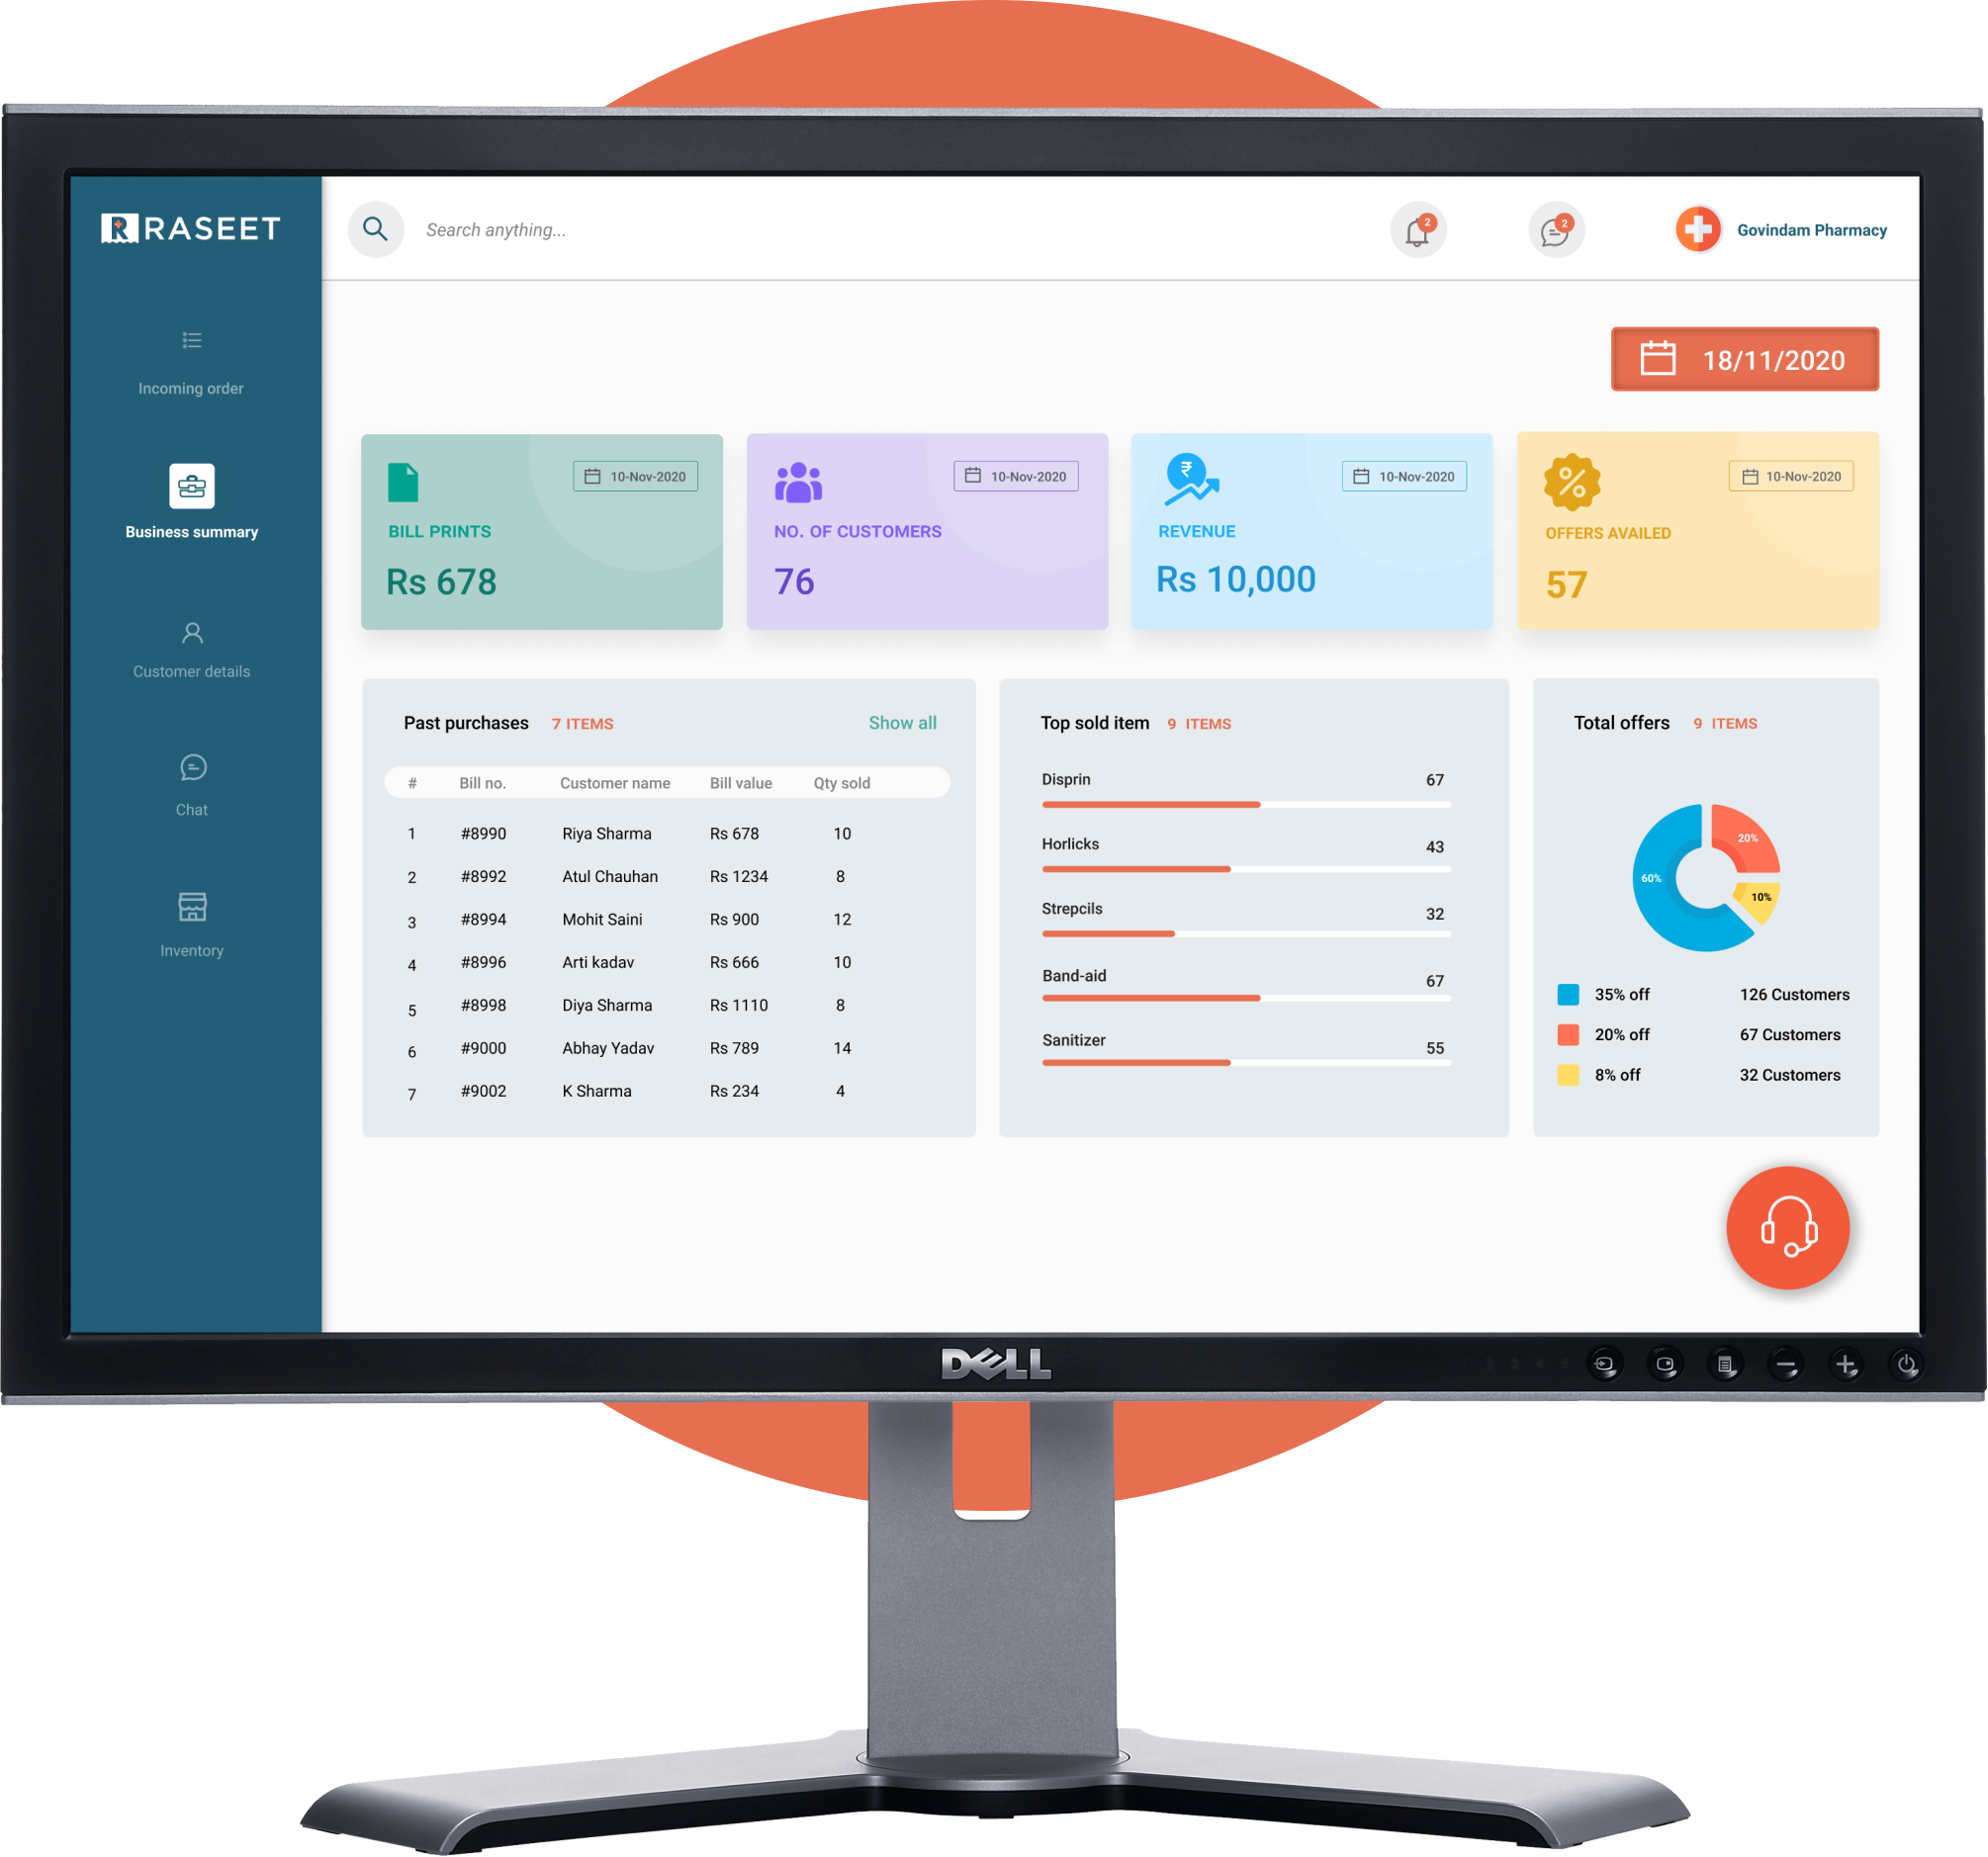 RASEET
Search anything...
2
2
Govindam Pharmacy
Incoming order
Business summary
Customer details
Chat
Inventory
18/11/2020
10-Nov-2020
BILL PRINTS
Rs 678
10-Nov-2020
NO. OF CUSTOMERS
76
₹
10-Nov-2020
REVENUE
Rs 10,000
%
10-Nov-2020
OFFERS AVAILED
57
Past purchases 7 ITEMS Show all
# Bill no. Customer name Bill value Qty sold
1 #8990 Riya Sharma Rs 678 10
2 #8992 Atul Chauhan Rs 1234 8
3 #8994 Mohit Saini Rs 900 12
4 #8996 Arti kadav Rs 666 10
5 #8998 Diya Sharma Rs 1110 8
6 #9000 Abhay Yadav Rs 789 14
7 #9002 K Sharma Rs 234 4
Top sold item 9 ITEMS
Disprin 67
Horlicks 43
Strepcils 32
Band-aid 67
Sanitizer 55
Total offers 9 ITEMS
20%
60%
10%
35% off 126 Customers
20% off 67 Customers
8% off 32 Customers
DELL
2 3 4 5